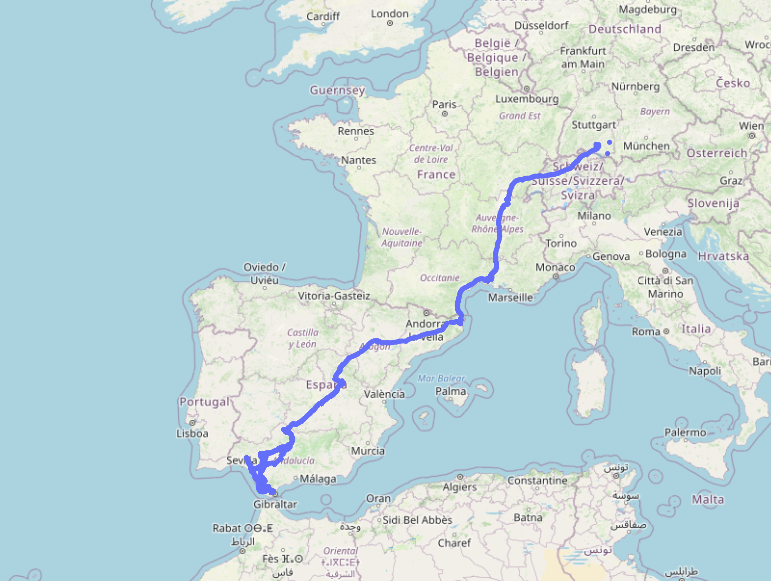 Magdeburg
Cardiff
London
Düsseldorf
Deutschland
België /
Belgique /
Belgien
Frankfurt
am Main
Dresden
Guernsey
Luxembourg
Nürnberg
Česko
Paris
Grand Est
Bayern
Rennes
Stuttgart
Wien
Nantes
Centre-Val
de Loire
France
München
Österreich
Schweiz/
Suisse/Svizzera/
Svizra
Graz
Slovenija
Milano
Auvergne-
Rhône-Alpes
Nouvelle-
Aquitaine
Torino
Venezia
Hrvatska
Genova
Bologna
Oviedo /
Uviéu
Occitanie
Monaco
Città di San
Marino
Vitoria-Gasteiz
Marseille
Andorra
la Vella
Castilla
y León
Aragón
Roma
Italia
Napoli
España
Mar Balear
Palma
Portugal
València
Lisboa
Palermo
Sevilla
Andalucía
Murcia
Málaga
Gibraltar
Oran
Algiers
Constantine
تونس
سوسة
Malta
Batna
صفاقس
Rabat ⵔⴱⴰⵟ
الرباط
وجدة
Sidi Bel Abbès
Charef
تونس
Fès
فاس
Oriental
الشرقية
طرابلس